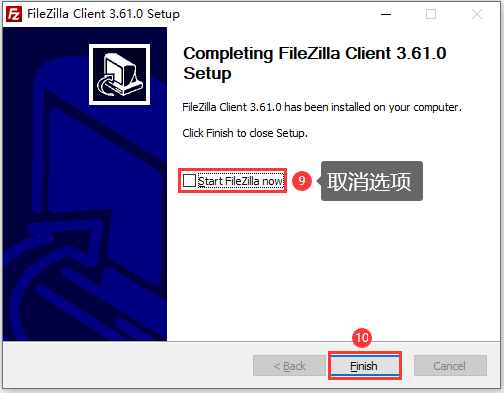 FileZilla Client 3.61.0 Setup
Completing FileZilla Client 3.61.0
Setup
FileZilla Client 3.61.0 has been installed on your computer.
Click Finish to close Setup.
Start FileZilla now
9
取消选项
10
< Back
Finish
Cancel